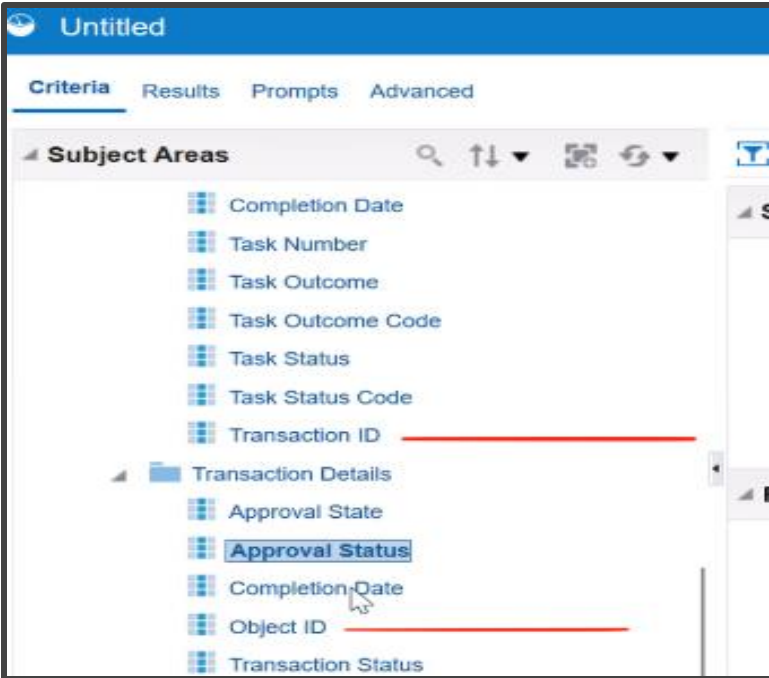 Untitled
Criteria Results Prompts Advanced
Subject Areas
Completion Date
Task Number
Task Outcome
Task Outcome Code
Task Status
Task Status Code
Transaction ID
Transaction Details
Approval State
Approval Status
Completion Date
Object ID
Transaction Status